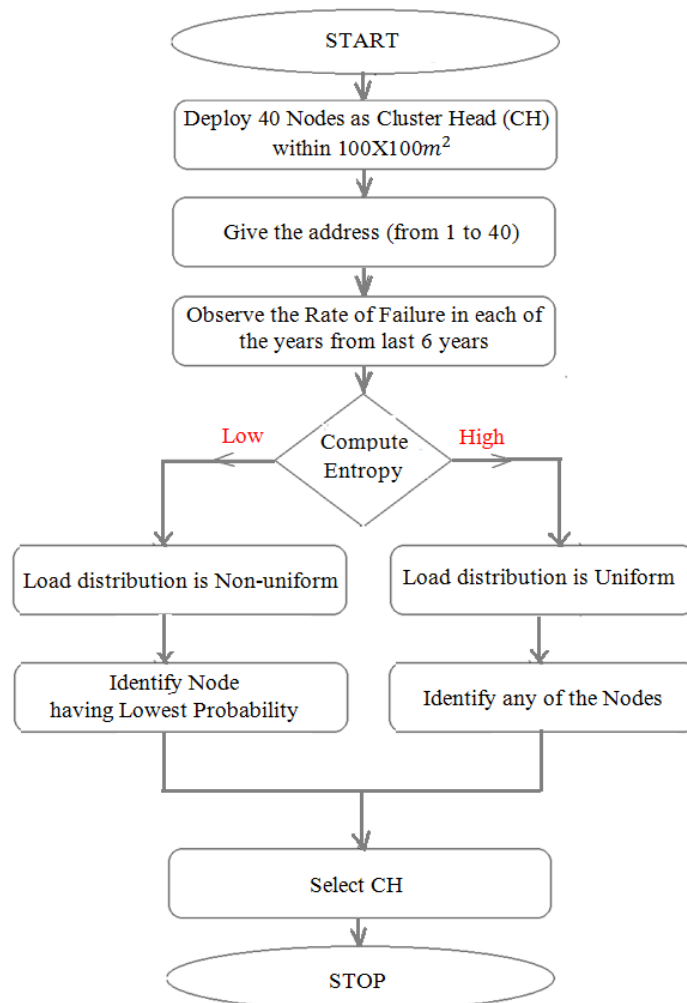 START
Deploy 40 Nodes as Cluster Head (CH)
within 100X100m²
Give the address (from 1 to 40)
Observe the Rate of Failure in each of
the years from last 6 years
Low
Compute
Entropy
High
Load distribution is Non-uniform
Load distribution is Uniform
Identify Node
having Lowest Probability
Identify any of the Nodes
Select CH
STOP